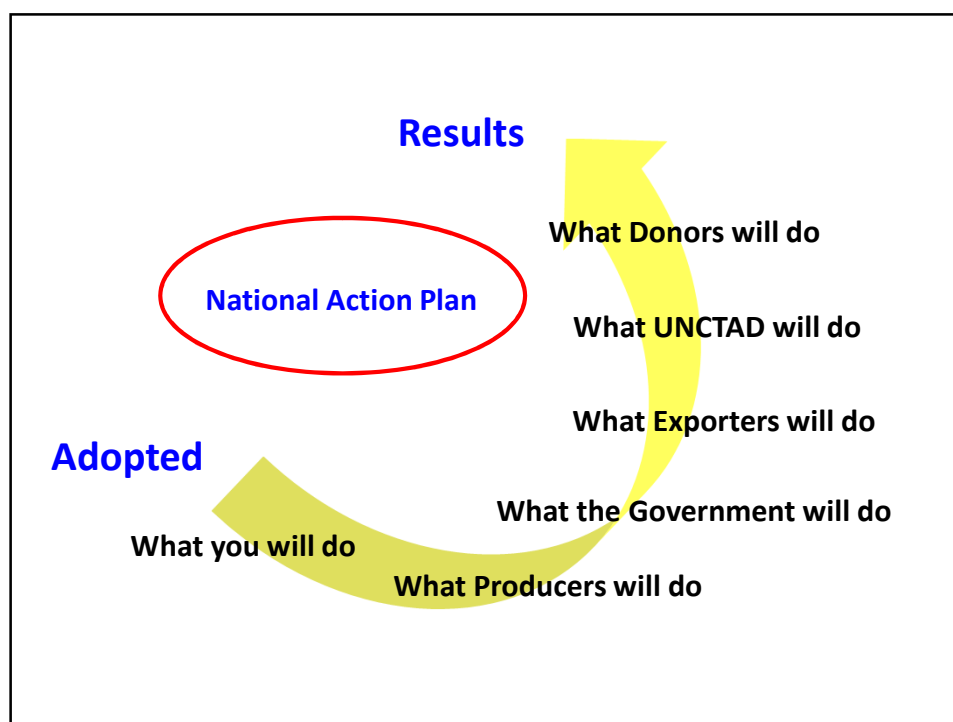 Results
What Donors will do
National Action Plan
What UNCTAD will do
What Exporters will do
Adopted
What the Government will do
What you will do
What Producers will do